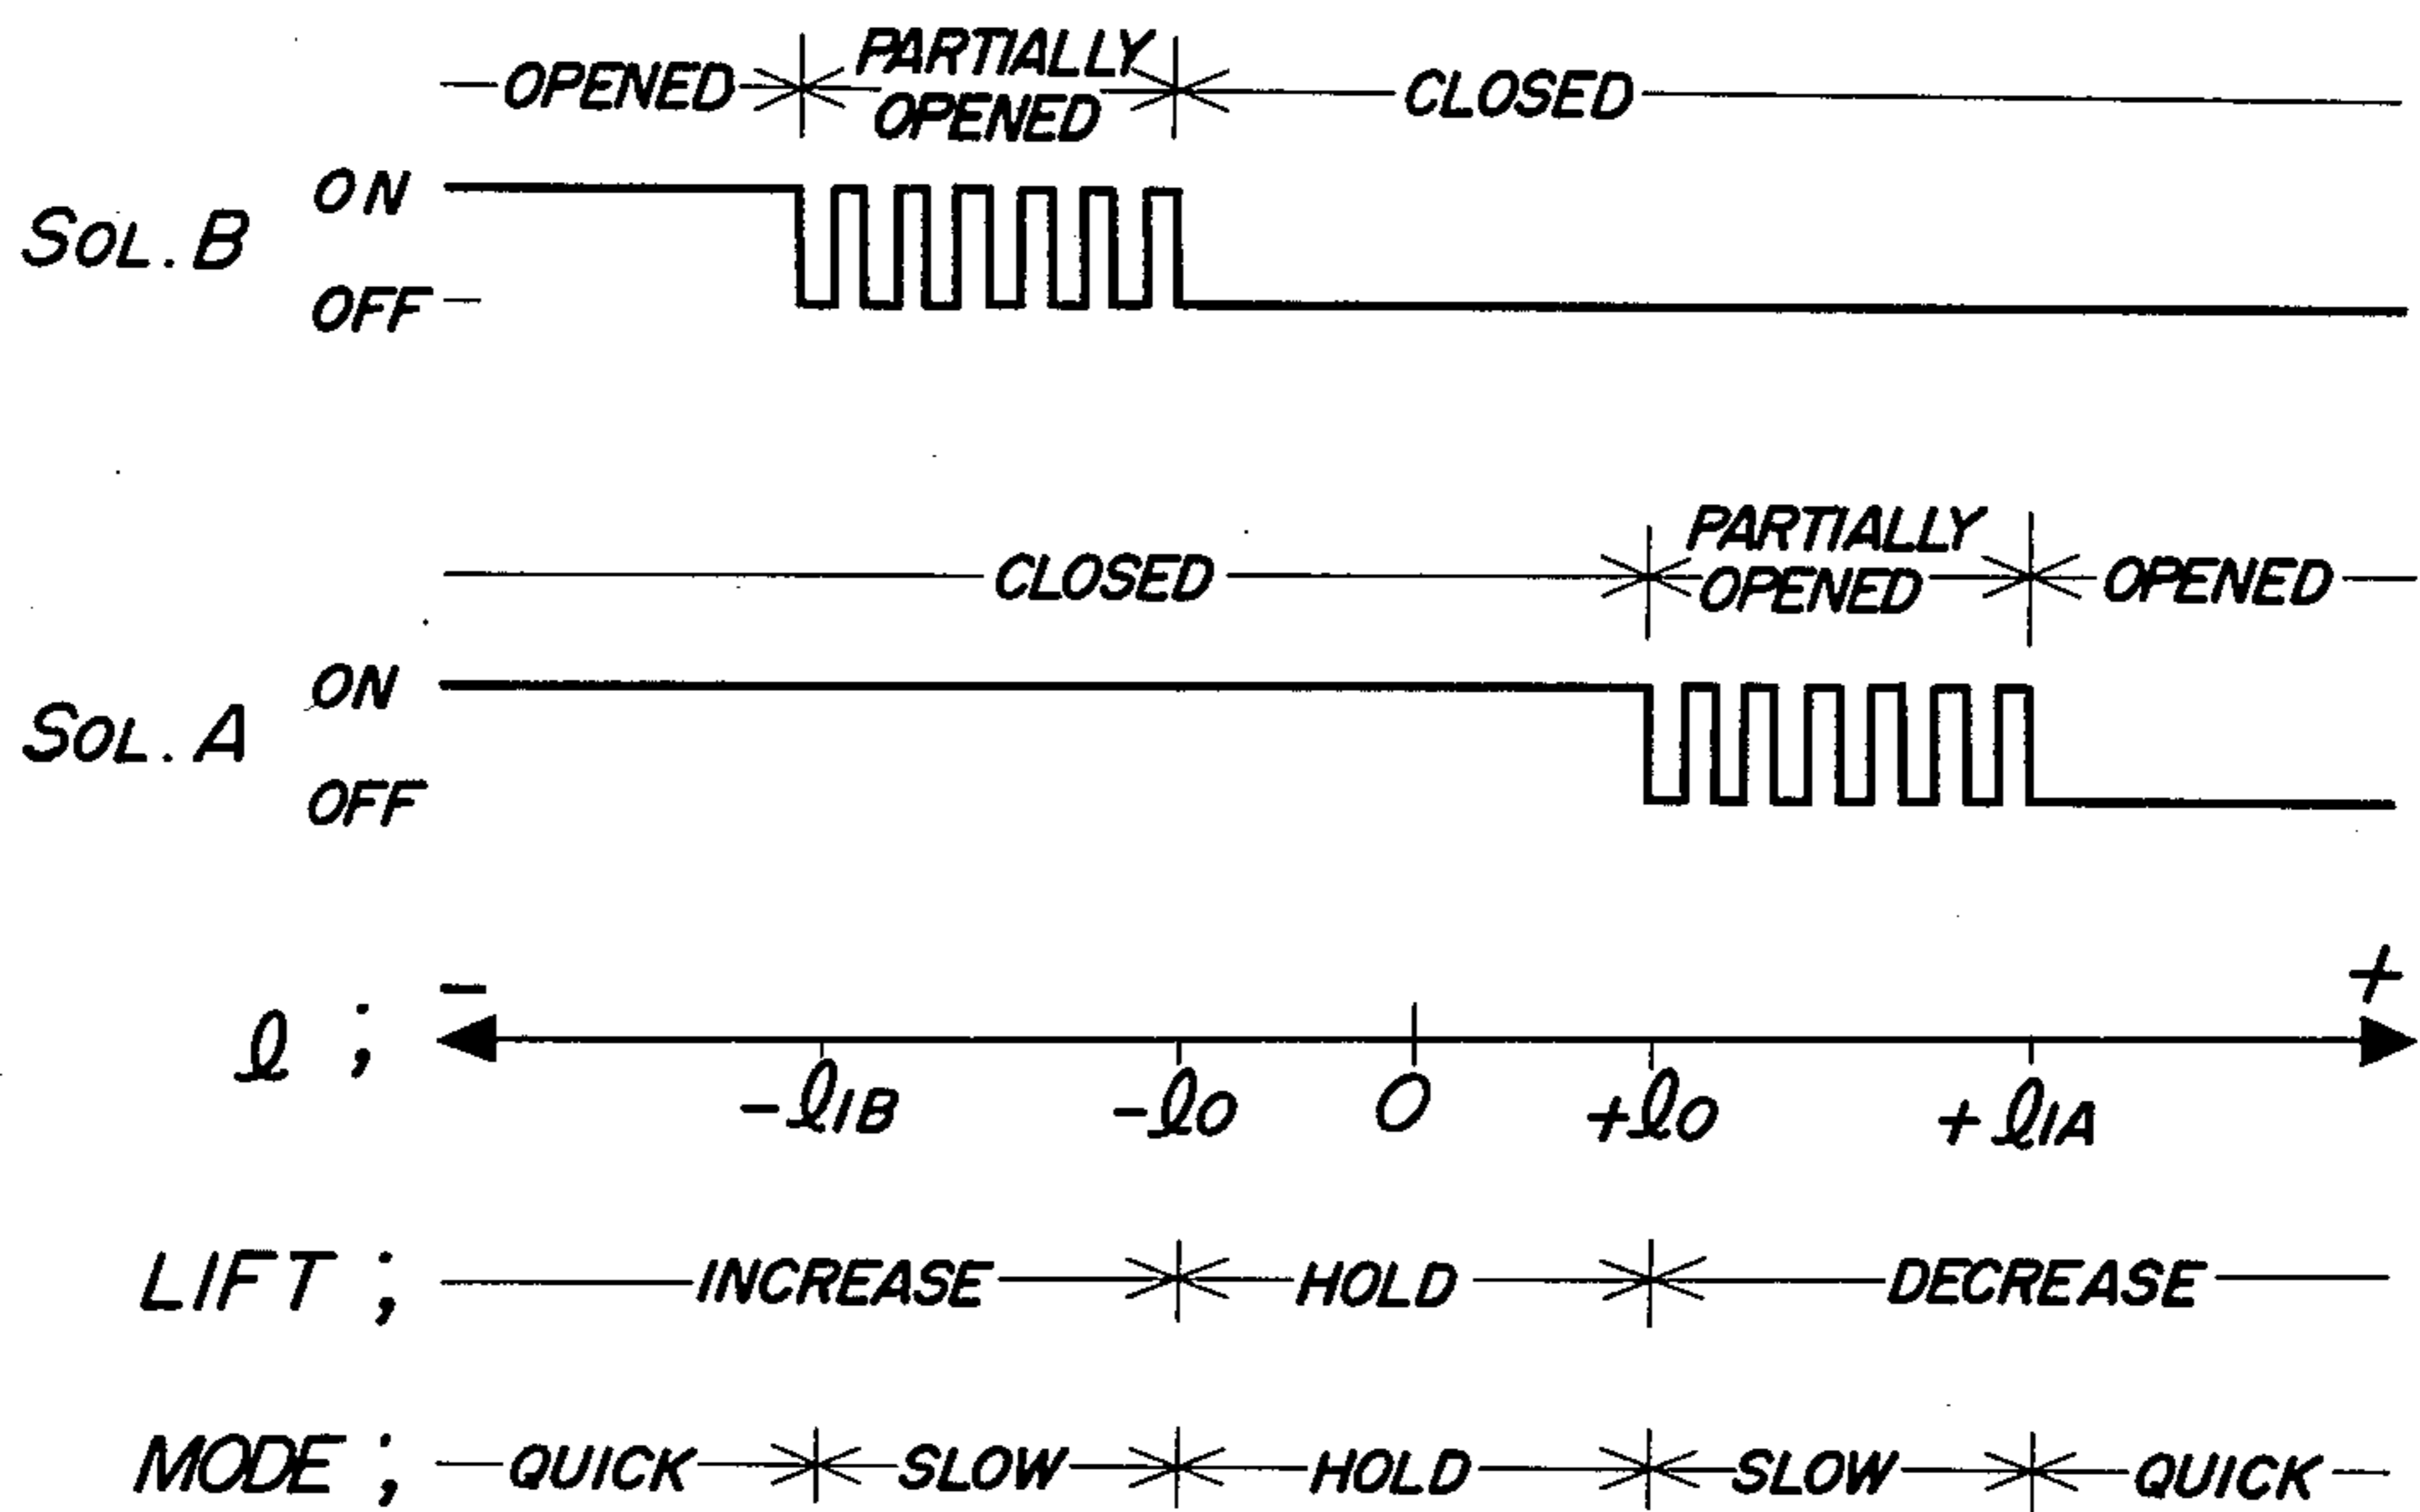 OPENED PARTIALLY OPENED CLOSED
SOL. B ON
OFF
CLOSED PARTIALLY OPENED OPENED
SOL. A ON
OFF
ℓ ; − +
−ℓ1B −ℓ0 0 +ℓ0 +ℓ1A
LIFT ; INCREASE HOLD DECREASE
MODE ; QUICK SLOW HOLD SLOW QUICK